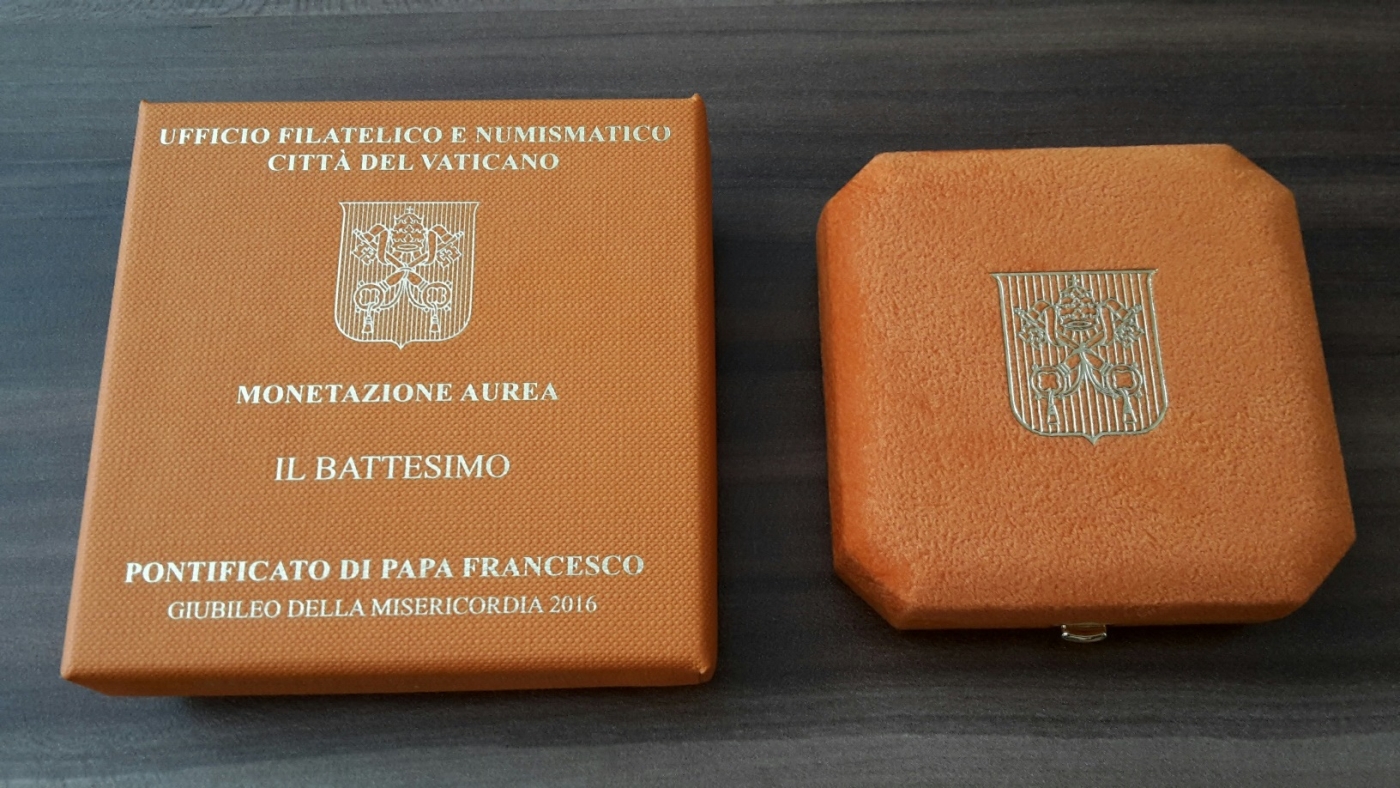 UFFICIO FILATELICO E NUMISMATICO
CITTÀ DEL VATICANO
MONETAZIONE AUREA
IL BATTESIMO
PONTIFICATO DI PAPA FRANCESCO
GIUBILEO DELLA MISERICORDIA 2016